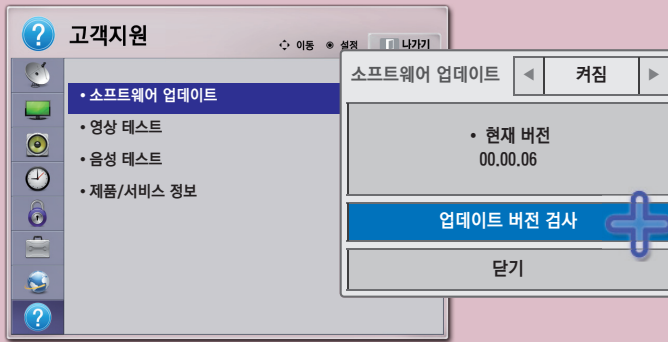 고객지원
이동 설정 나가기
• 소프트웨어 업데이트
• 영상 테스트
• 음성 테스트
• 제품/서비스 정보
소프트웨어 업데이트 ◀ 켜짐 ▶
• 현재 버전
00.00.06
업데이트 버전 검사
닫기